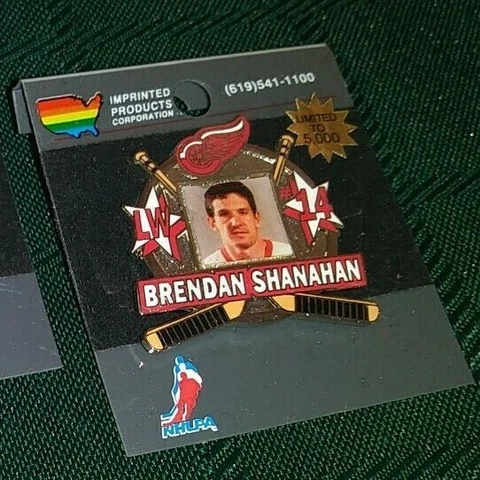 IMPRINTED
PRODUCTS
CORPORATION
(619)541-1100
LIMITED
TO
5,000
LW
#14
BRENDAN SHANAHAN
NHLPA